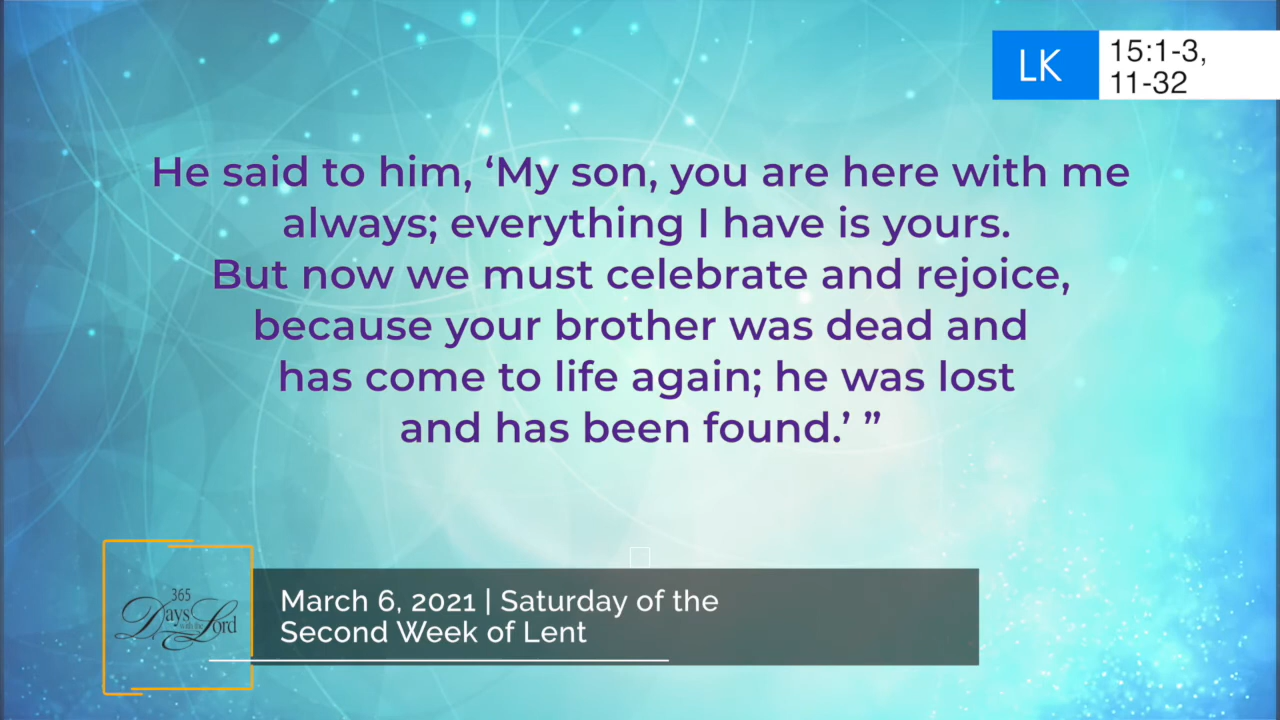 LK
15:1-3,
11-32
He said to him, ‘My son, you are here with me
always; everything I have is yours.
But now we must celebrate and rejoice,
because your brother was dead and
has come to life again; he was lost
and has been found.’ ”
365
Days with the Lord
March 6, 2021 | Saturday of the
Second Week of Lent